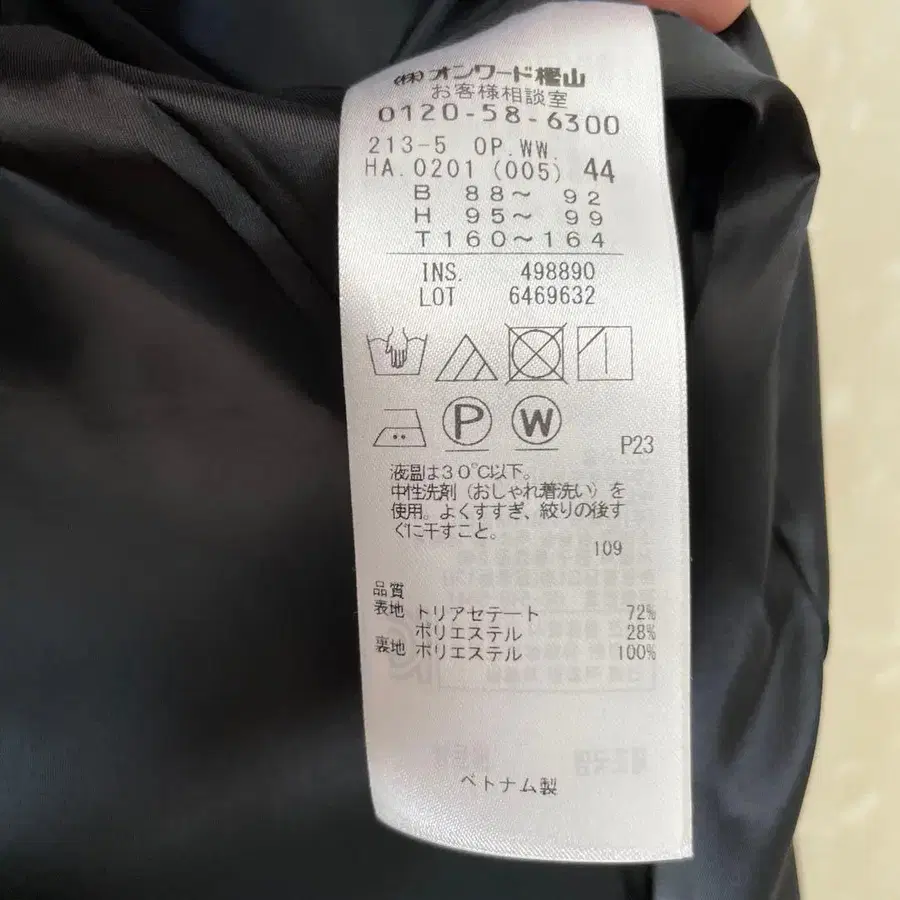 (株)オンワード樫山
お客様相談室
0120-58-6300
213-5 OP.WW.
HA.0201 (005) 44
B 88～ 92
H 95～ 99
T160～164
INS. 498890
LOT 6469632
P W
P23
液温は30℃以下。
中性洗剤（おしゃれ着洗い）を
使用。よくすすぎ、絞りの後す
ぐに干すこと。
109
品質
表地 トリアセテート 72%
ポリエステル 28%
裏地 ポリエステル 100%
ベトナム製